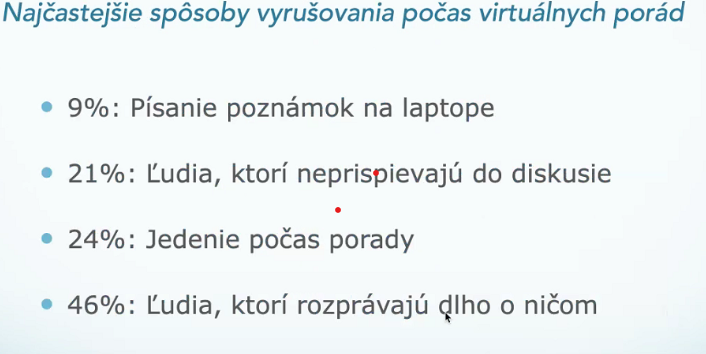 Najčastejšie spôsoby vyrušovania počas virtuálnych porád
9%: Písanie poznámok na laptope
21%: Ľudia, ktorí neprispievajú do diskusie
24%: Jedenie počas porady
46%: Ľudia, ktorí rozprávajú dlho o ničom